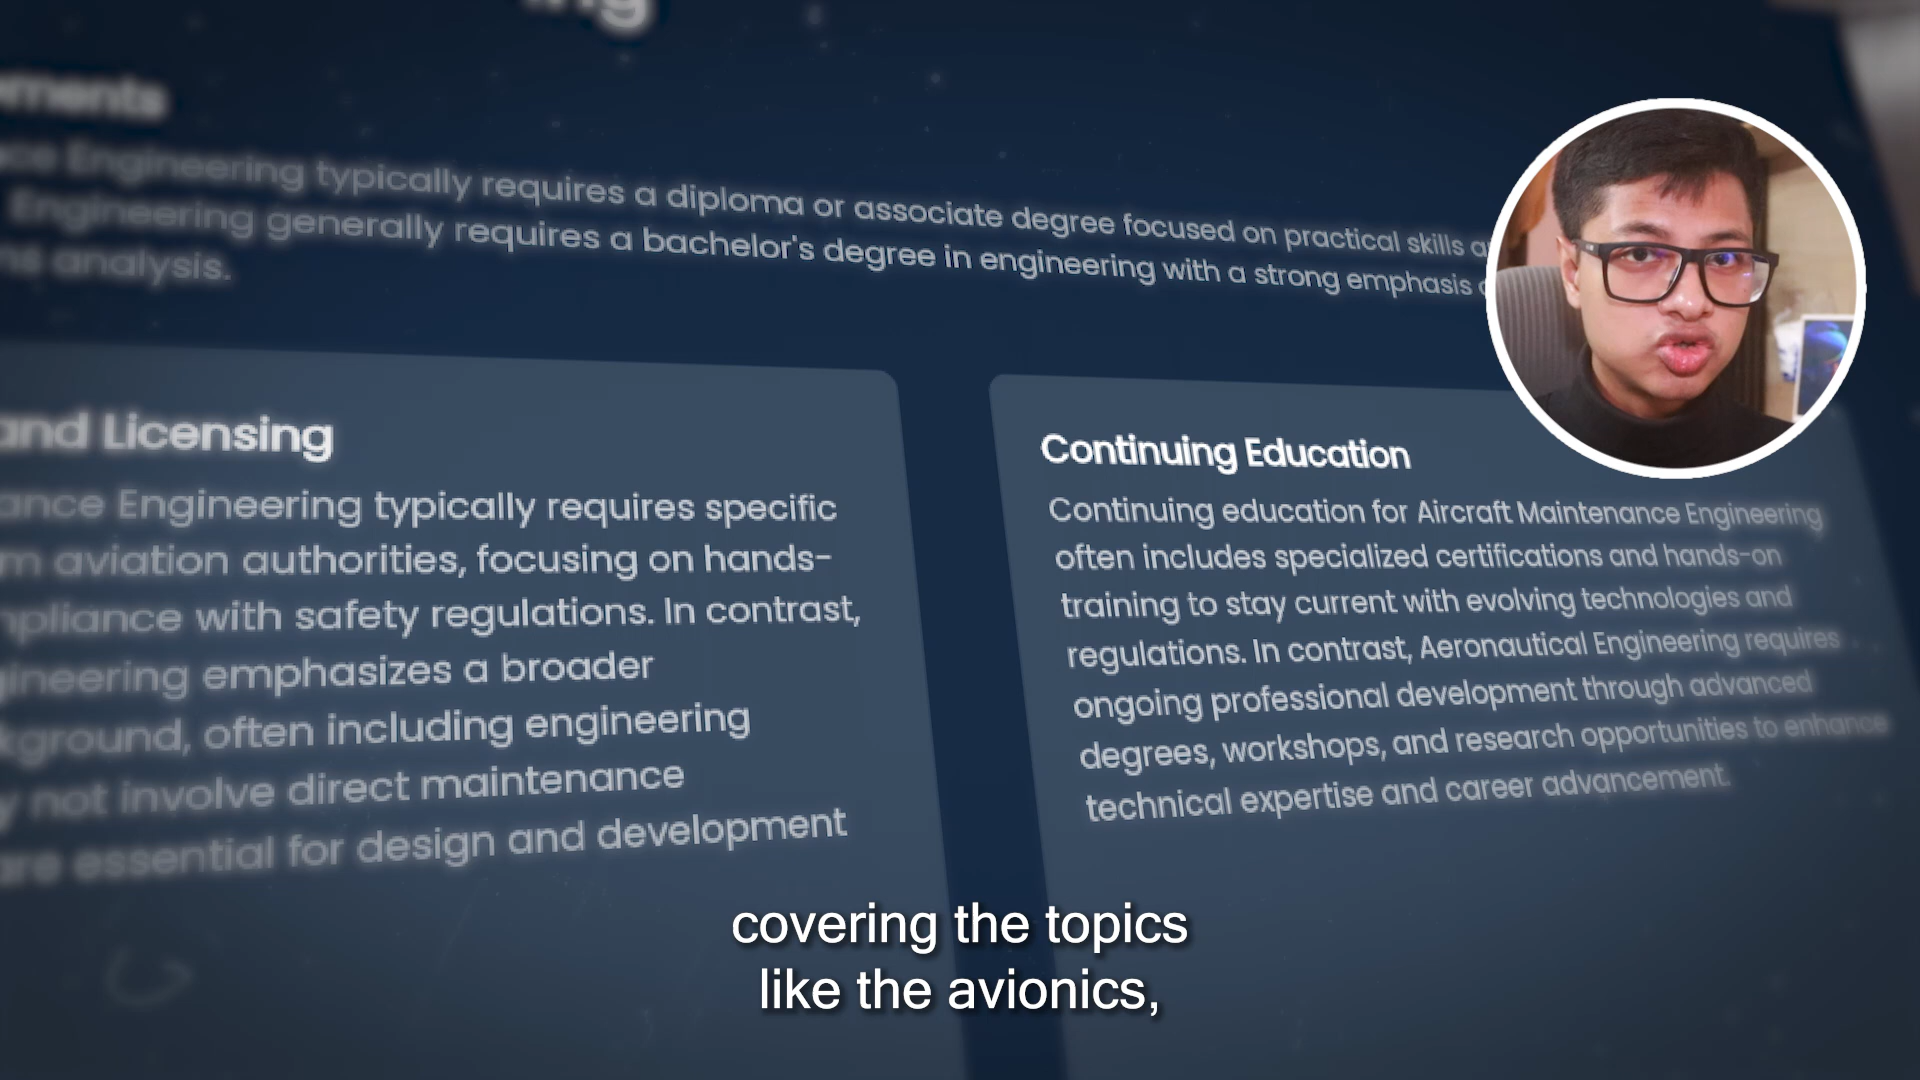 Engineering typically requires a diploma or associate degree focused on practical skills
Engineering generally requires a bachelor's degree in engineering with a strong emphasis
analysis.
and Licensing
Engineering typically requires specific
aviation authorities, focusing on hands-
with safety regulations. In contrast,
emphasizes a broader
often including engineering
not involve direct maintenance
are essential for design and development
Continuing Education
Continuing education for Aircraft Maintenance Engineering
often includes specialized certifications and hands-on
training to stay current with evolving technologies and
regulations. In contrast, Aeronautical Engineering requires
ongoing professional development through advanced
degrees, workshops, and research opportunities to enhance
technical expertise and career advancement.
covering the topics
like the avionics,